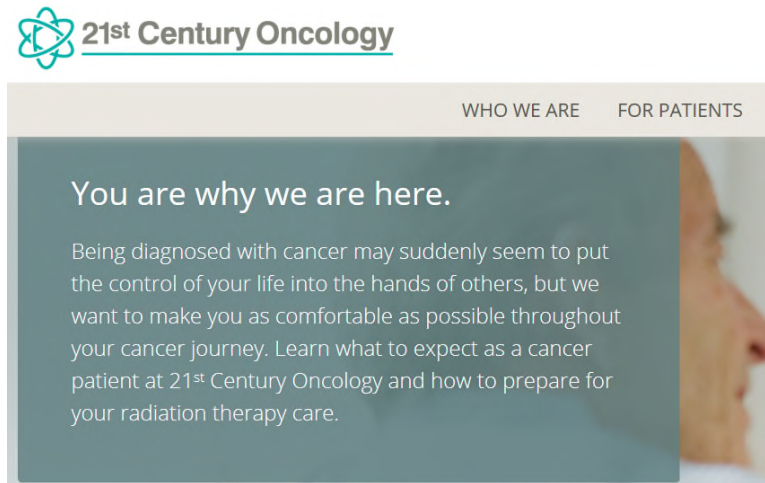 21st Century Oncology
WHO WE ARE FOR PATIENTS
You are why we are here.
Being diagnosed with cancer may suddenly seem to put
the control of your life into the hands of others, but we
want to make you as comfortable as possible throughout
your cancer journey. Learn what to expect as a cancer
patient at 21st Century Oncology and how to prepare for
your radiation therapy care.